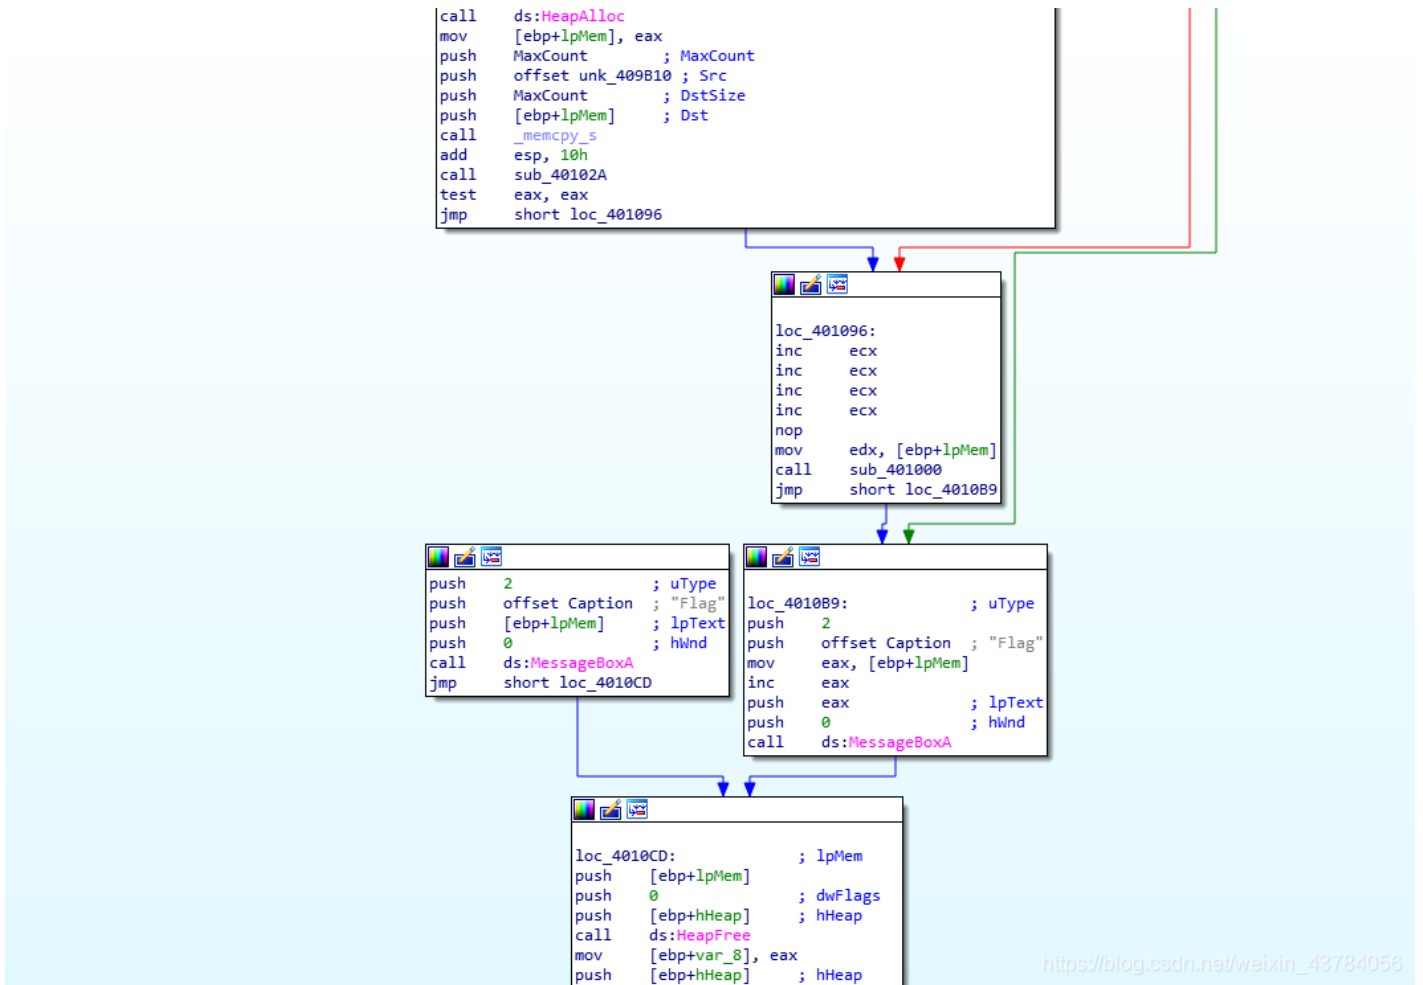 call ds:HeapAlloc
mov [ebp+lpMem], eax
push MaxCount ; MaxCount
push offset unk_409B10 ; Src
push MaxCount ; DstSize
push [ebp+lpMem] ; Dst
call _memcpy_s
add esp, 10h
call sub_40102A
test eax, eax
jmp short loc_401096
loc_401096:
inc ecx
inc ecx
inc ecx
inc ecx
nop
mov edx, [ebp+lpMem]
call sub_401000
jmp short loc_4010B9
push 2 ; uType
push offset Caption ; "Flag"
push [ebp+lpMem] ; lpText
push 0 ; hWnd
call ds:MessageBoxA
jmp short loc_4010CD
loc_4010B9: ; uType
push 2
push offset Caption ; "Flag"
mov eax, [ebp+lpMem]
inc eax
push eax ; lpText
push 0 ; hWnd
call ds:MessageBoxA
loc_4010CD: ; lpMem
push [ebp+lpMem]
push 0 ; dwFlags
push [ebp+hHeap] ; hHeap
call ds:HeapFree
mov [ebp+var_8], eax
push [ebp+hHeap] ; hHeap
https://blog.csdn.net/weixin_43784056